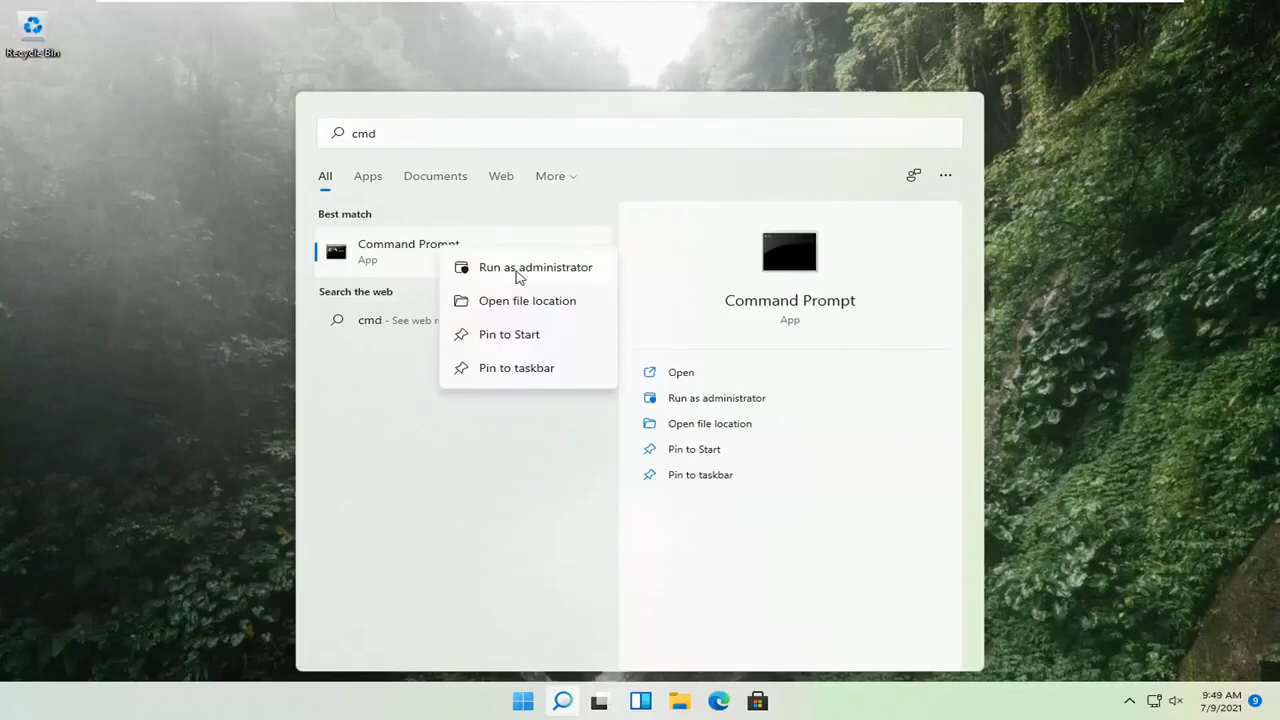 Recycle Bin
cmd
All Apps Documents Web More
Best match
Command Prompt
App
Search the web
cmd - See web r
Run as administrator
Open file location
Pin to Start
Pin to taskbar
Command Prompt
App
Open
Run as administrator
Open file location
Pin to Start
Pin to taskbar
9:49 AM
7/9/2021
9